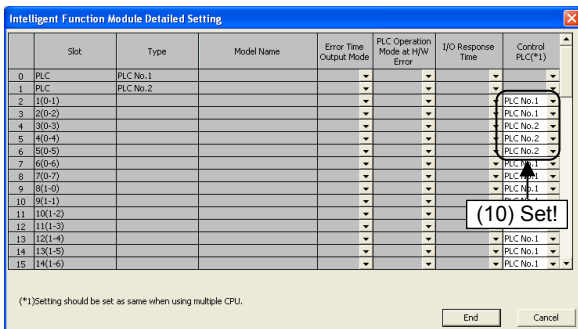 Intelligent Function Module Detailed Setting
Slot Type Model Name Error Time Output Mode PLC Operation Mode at H/W Error I/O Response Time Control PLC(*1)
0 PLC PLC No.1
1 PLC PLC No.2
2 1(0-1) PLC No.1
3 2(0-2) PLC No.1
4 3(0-3) PLC No.2
5 4(0-4) PLC No.2
6 5(0-5) PLC No.2
7 6(0-6) PLC No.1
8 7(0-7) PLC No.1
9 8(1-0) PLC No.1
10 9(1-1)
11 10(1-2)
12 11(1-3)
(10) Set!
13 12(1-4) PLC No.1
14 13(1-5) PLC No.1
15 14(1-6) PLC No.1
(*1)Setting should be set as same when using multiple CPU.
End Cancel